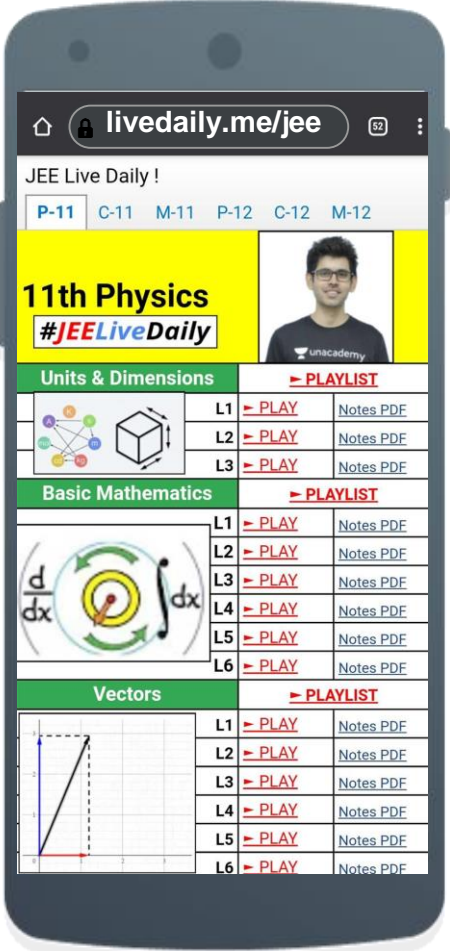 livedaily.me/jee
52
JEE Live Daily !
P-11 C-11 M-11 P-12 C-12 M-12
11th Physics
#JEELiveDaily
unacademy
Units & Dimensions ► PLAYLIST
L1 ► PLAY Notes PDF
L2 ► PLAY Notes PDF
L3 ► PLAY Notes PDF
A K m
Basic Mathematics ► PLAYLIST
L1 ► PLAY Notes PDF
L2 ► PLAY Notes PDF
L3 ► PLAY Notes PDF
L4 ► PLAY Notes PDF
L5 ► PLAY Notes PDF
L6 ► PLAY Notes PDF
d/dx ∫dx
Vectors ► PLAYLIST
L1 ► PLAY Notes PDF
L2 ► PLAY Notes PDF
L3 ► PLAY Notes PDF
L4 ► PLAY Notes PDF
L5 ► PLAY Notes PDF
L6 ► PLAY Notes PDF